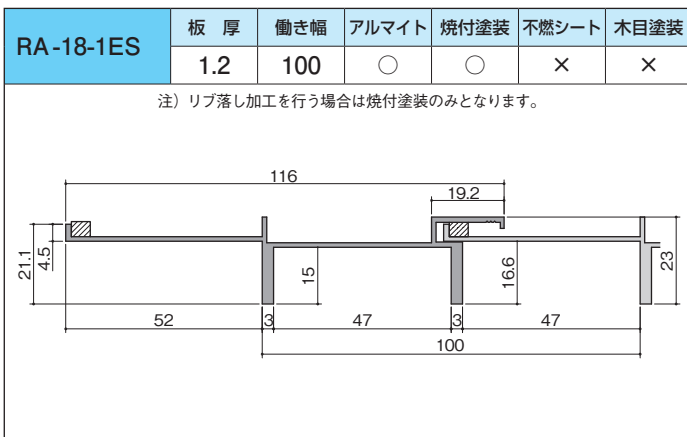 RA-18-1ES
板 厚 働き幅 アルマイト 焼付塗装 不燃シート 木目塗装
1.2 100 ○ ○ × ×
注）リブ落し加工を行う場合は焼付塗装のみとなります。
116
19.2
21.1
4.5
15
16.6
23
52 3 47 3 47
100